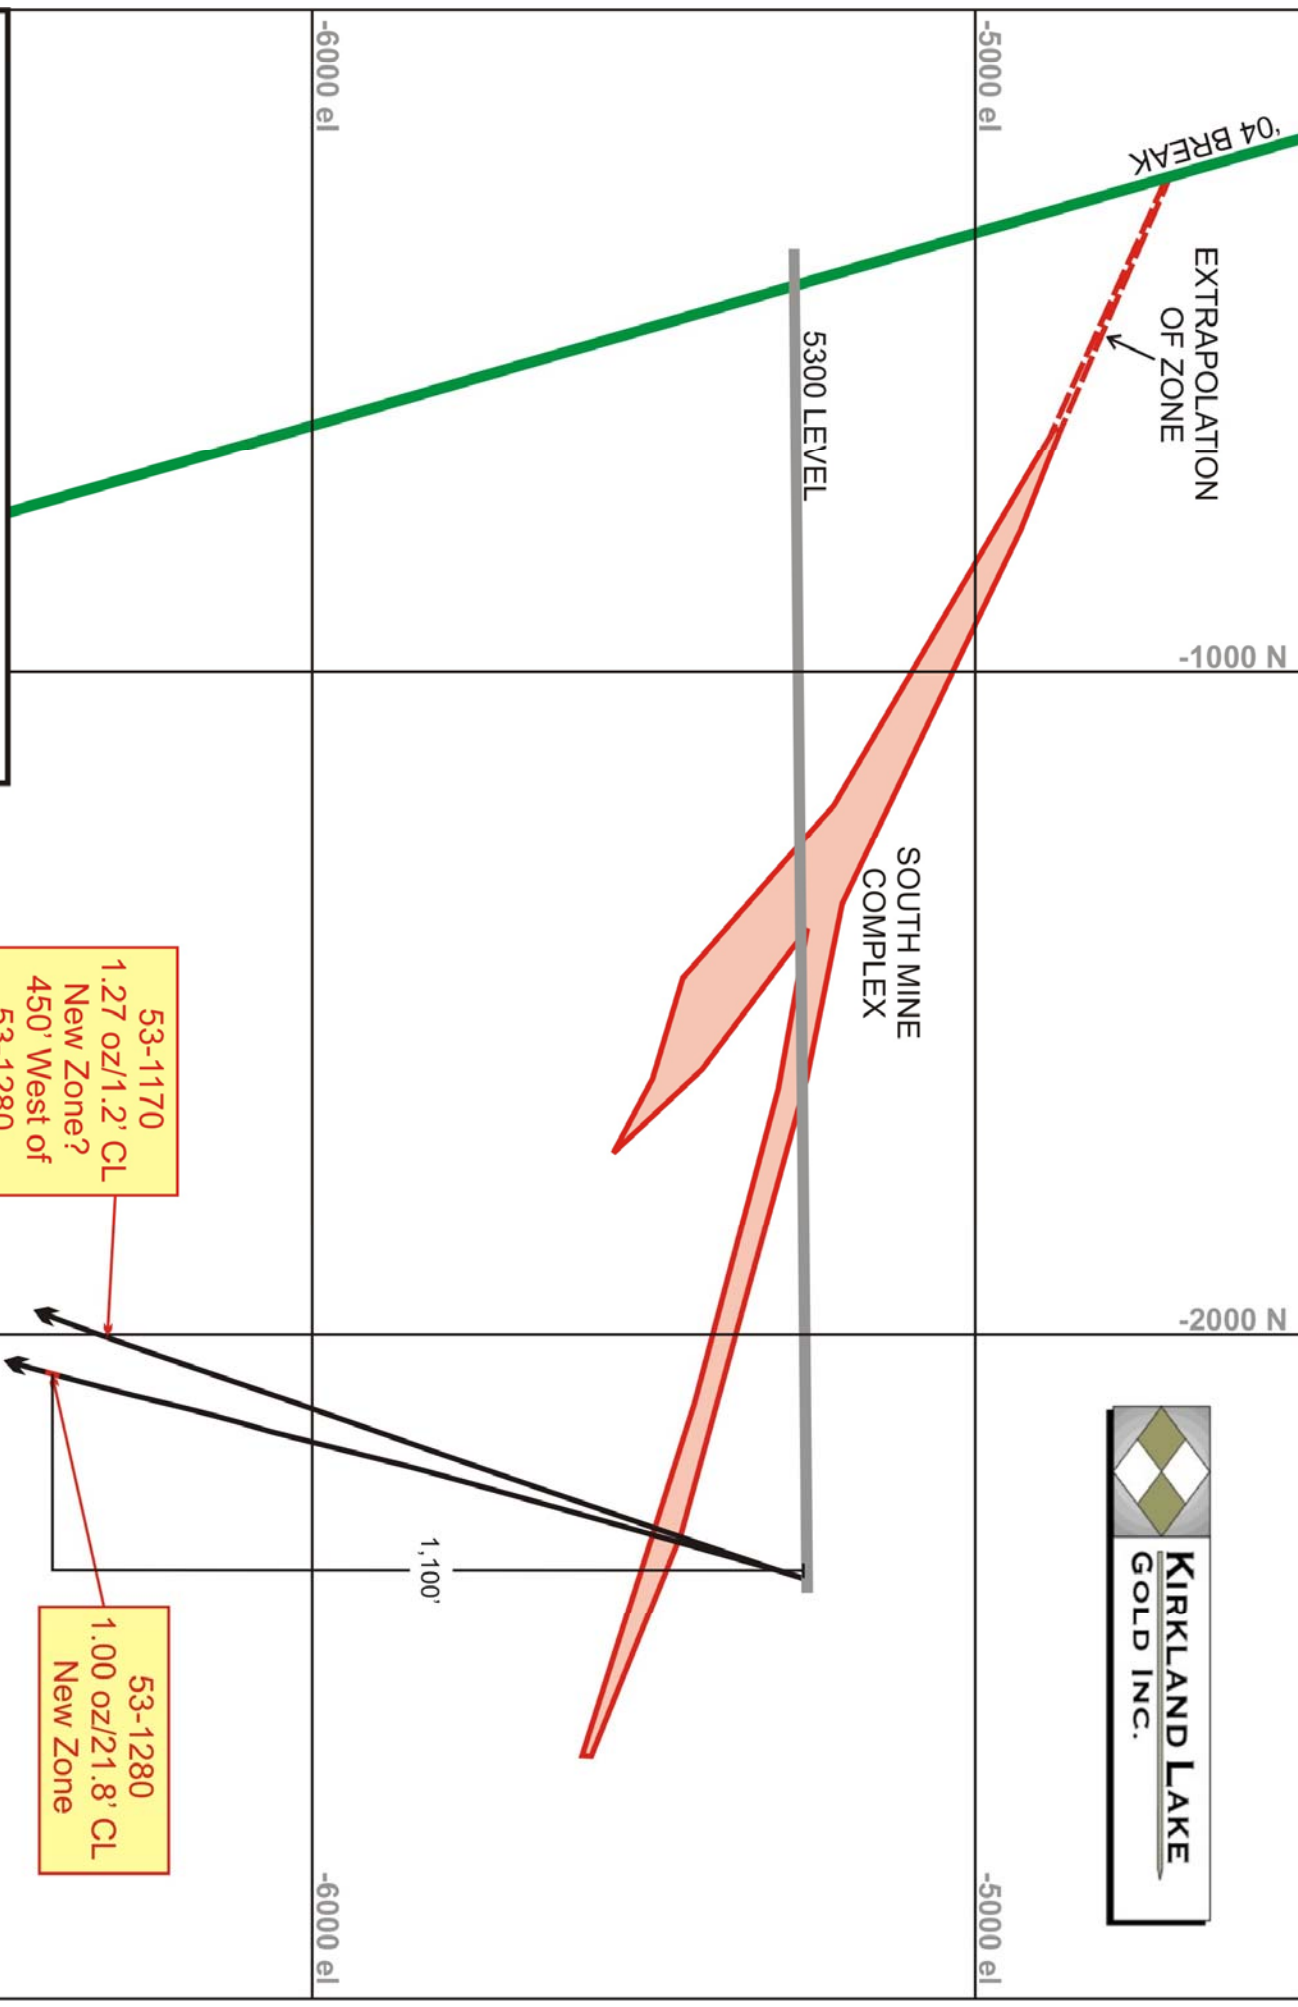 -6000 el
-5000 el
'04 BREAK
EXTRAPOLATION
OF ZONE
5300 LEVEL
-1000 N
SOUTH MINE
COMPLEX
53-1170
1.27 oz/1.2' CL
New Zone?
450' West of
53-1280
-2000 N
KIRKLAND LAKE
GOLD INC.
1,100'
53-1280
1.00 oz/21.8' CL
New Zone
-6000 el
-5000 el